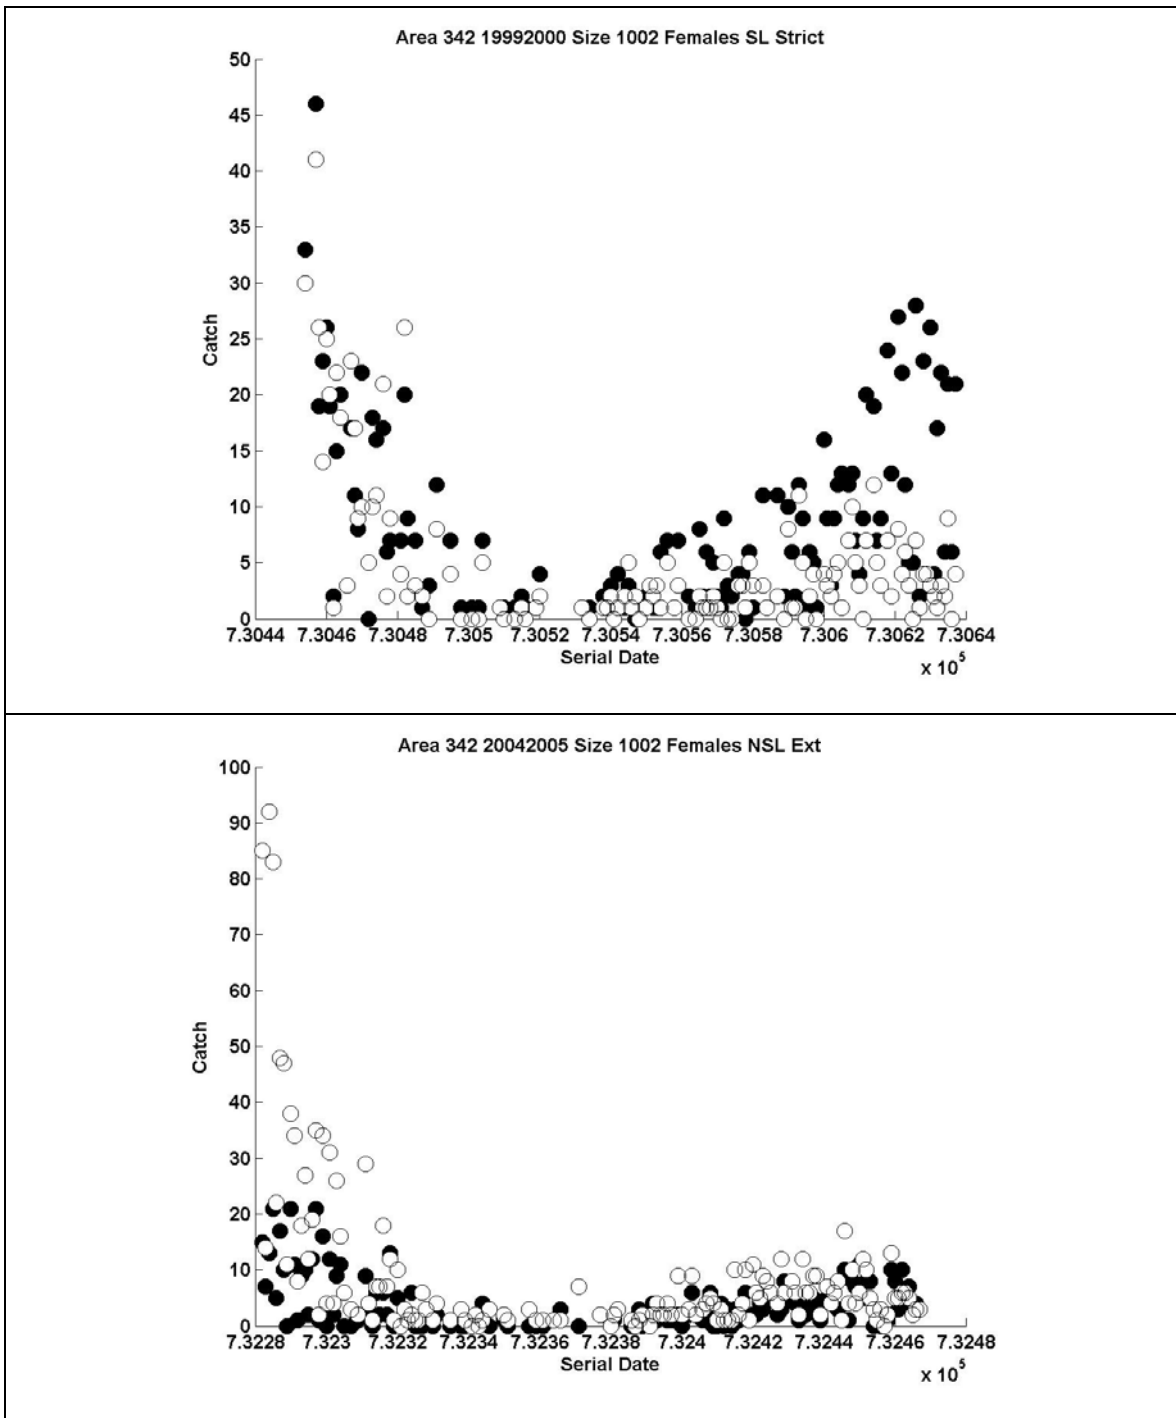 Area 342 19992000 Size 1002 Females SL Strict
50
45
40
35
30
25
20
15
10
5
0
Catch
7.3044 7.3046 7.3048 7.305 7.3052 7.3054 7.3056 7.3058 7.306 7.3062 7.3064
Serial Date
x 10^5
Area 342 20042005 Size 1002 Females NSL Ext
100
90
80
70
60
50
40
30
20
10
0
Catch
7.3228 7.323 7.3232 7.3234 7.3236 7.3238 7.324 7.3242 7.3244 7.3246 7.3248
Serial Date
x 10^5